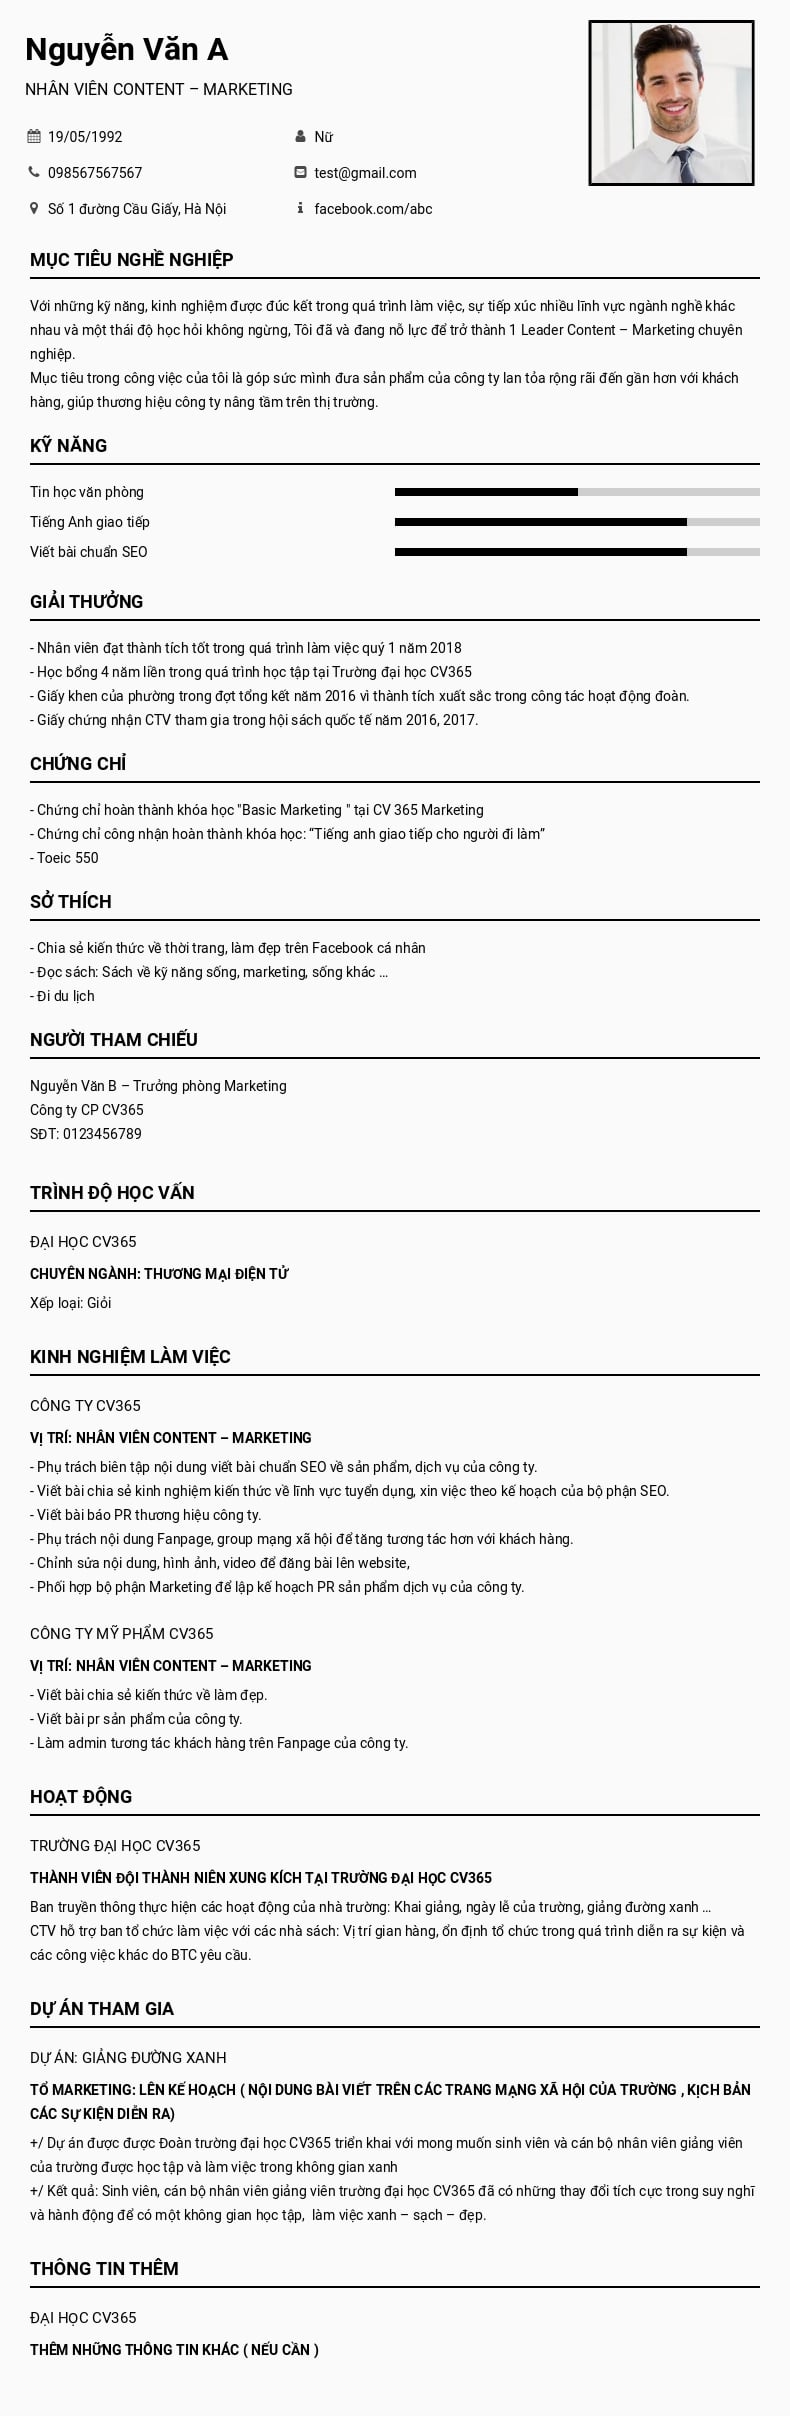 Nguyễn Văn A
NHÂN VIÊN CONTENT – MARKETING
19/05/1992
Nữ
098567567567
test@gmail.com
Số 1 đường Cầu Giấy, Hà Nội
facebook.com/abc
MỤC TIÊU NGHỀ NGHIỆP
Với những kỹ năng, kinh nghiệm được đúc kết trong quá trình làm việc, sự tiếp xúc nhiều lĩnh vực ngành nghề khác
nhau và một thái độ học hỏi không ngừng, Tôi đã và đang nỗ lực để trở thành 1 Leader Content – Marketing chuyên
nghiệp.
Mục tiêu trong công việc của tôi là góp sức mình đưa sản phẩm của công ty lan tỏa rộng rãi đến gần hơn với khách
hàng, giúp thương hiệu công ty nâng tầm trên thị trường.
KỸ NĂNG
Tin học văn phòng
Tiếng Anh giao tiếp
Viết bài chuẩn SEO
GIẢI THƯỞNG
- Nhân viên đạt thành tích tốt trong quá trình làm việc quý 1 năm 2018
- Học bổng 4 năm liền trong quá trình học tập tại Trường đại học CV365
- Giấy khen của phường trong đợt tổng kết năm 2016 vì thành tích xuất sắc trong công tác hoạt động đoàn.
- Giấy chứng nhận CTV tham gia trong hội sách quốc tế năm 2016, 2017.
CHỨNG CHỈ
- Chứng chỉ hoàn thành khóa học "Basic Marketing " tại CV 365 Marketing
- Chứng chỉ công nhận hoàn thành khóa học: “Tiếng anh giao tiếp cho người đi làm”
- Toeic 550
SỞ THÍCH
- Chia sẻ kiến thức về thời trang, làm đẹp trên Facebook cá nhân
- Đọc sách: Sách về kỹ năng sống, marketing, sống khác ...
- Đi du lịch
NGƯỜI THAM CHIẾU
Nguyễn Văn B – Trưởng phòng Marketing
Công ty CP CV365
SĐT: 0123456789
TRÌNH ĐỘ HỌC VẤN
ĐẠI HỌC CV365
CHUYÊN NGÀNH: THƯƠNG MẠI ĐIỆN TỬ
Xếp loại: Giỏi
KINH NGHIỆM LÀM VIỆC
CÔNG TY CV365
VỊ TRÍ: NHÂN VIÊN CONTENT – MARKETING
- Phụ trách biên tập nội dung viết bài chuẩn SEO về sản phẩm, dịch vụ của công ty.
- Viết bài chia sẻ kinh nghiệm kiến thức về lĩnh vực tuyển dụng, xin việc theo kế hoạch của bộ phận SEO.
- Viết bài báo PR thương hiệu công ty.
- Phụ trách nội dung Fanpage, group mạng xã hội để tăng tương tác hơn với khách hàng.
- Chỉnh sửa nội dung, hình ảnh, video để đăng bài lên website,
- Phối hợp bộ phận Marketing để lập kế hoạch PR sản phẩm dịch vụ của công ty.
CÔNG TY MỸ PHẨM CV365
VỊ TRÍ: NHÂN VIÊN CONTENT – MARKETING
- Viết bài chia sẻ kiến thức về làm đẹp.
- Viết bài pr sản phẩm của công ty.
- Làm admin tương tác khách hàng trên Fanpage của công ty.
HOẠT ĐỘNG
TRƯỜNG ĐẠI HỌC CV365
THÀNH VIÊN ĐỘI THÀNH NIÊN XUNG KÍCH TẠI TRƯỜNG ĐẠI HỌC CV365
Ban truyền thông thực hiện các hoạt động của nhà trường: Khai giảng, ngày lễ của trường, giảng đường xanh ...
CTV hỗ trợ ban tổ chức làm việc với các nhà sách: Vị trí gian hàng, ổn định tổ chức trong quá trình diễn ra sự kiện và
các công việc khác do BTC yêu cầu.
DỰ ÁN THAM GIA
DỰ ÁN: GIẢNG ĐƯỜNG XANH
TỔ MARKETING: LÊN KẾ HOẠCH ( NỘI DUNG BÀI VIẾT TRÊN CÁC TRANG MẠNG XÃ HỘI CỦA TRƯỜNG , KỊCH BẢN
CÁC SỰ KIỆN DIỄN RA)
+/ Dự án được được Đoàn trường đại học CV365 triển khai với mong muốn sinh viên và cán bộ nhân viên giảng viên
của trường được học tập và làm việc trong không gian xanh
+/ Kết quả: Sinh viên, cán bộ nhân viên giảng viên trường đại học CV365 đã có những thay đổi tích cực trong suy nghĩ
và hành động để có một không gian học tập,  làm việc xanh – sạch – đẹp.
THÔNG TIN THÊM
ĐẠI HỌC CV365
THÊM NHỮNG THÔNG TIN KHÁC ( NẾU CẦN )